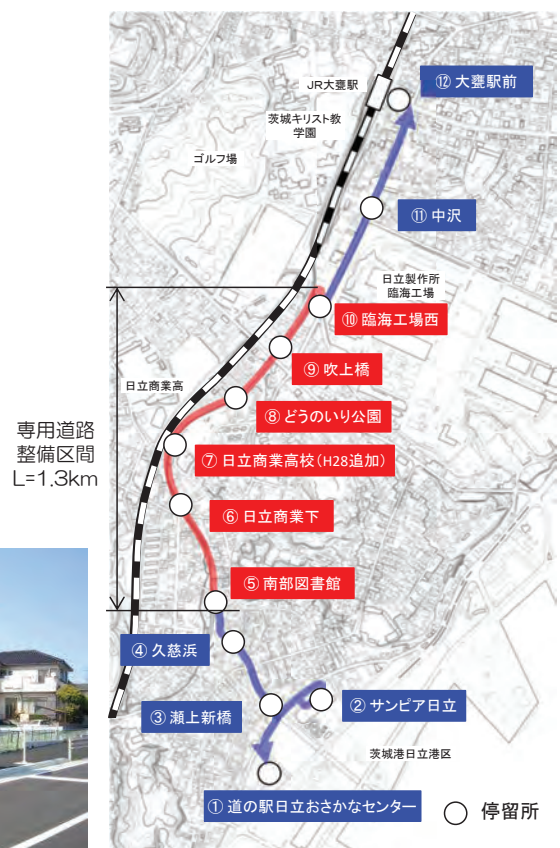 JR大甕駅
⑫ 大甕駅前
茨城キリスト教
学園
ゴルフ場
⑪ 中沢
日立製作所
臨海工場
⑩ 臨海工場西
⑨ 吹上橋
日立商業高
⑧ どうのいり公園
専用道路
整備区間
L=1.3km
⑦ 日立商業高校(H28追加)
⑥ 日立商業下
⑤ 南部図書館
④ 久慈浜
② サンピア日立
③ 瀬上新橋
茨城港日立港区
① 道の駅日立おさかなセンター
停留所